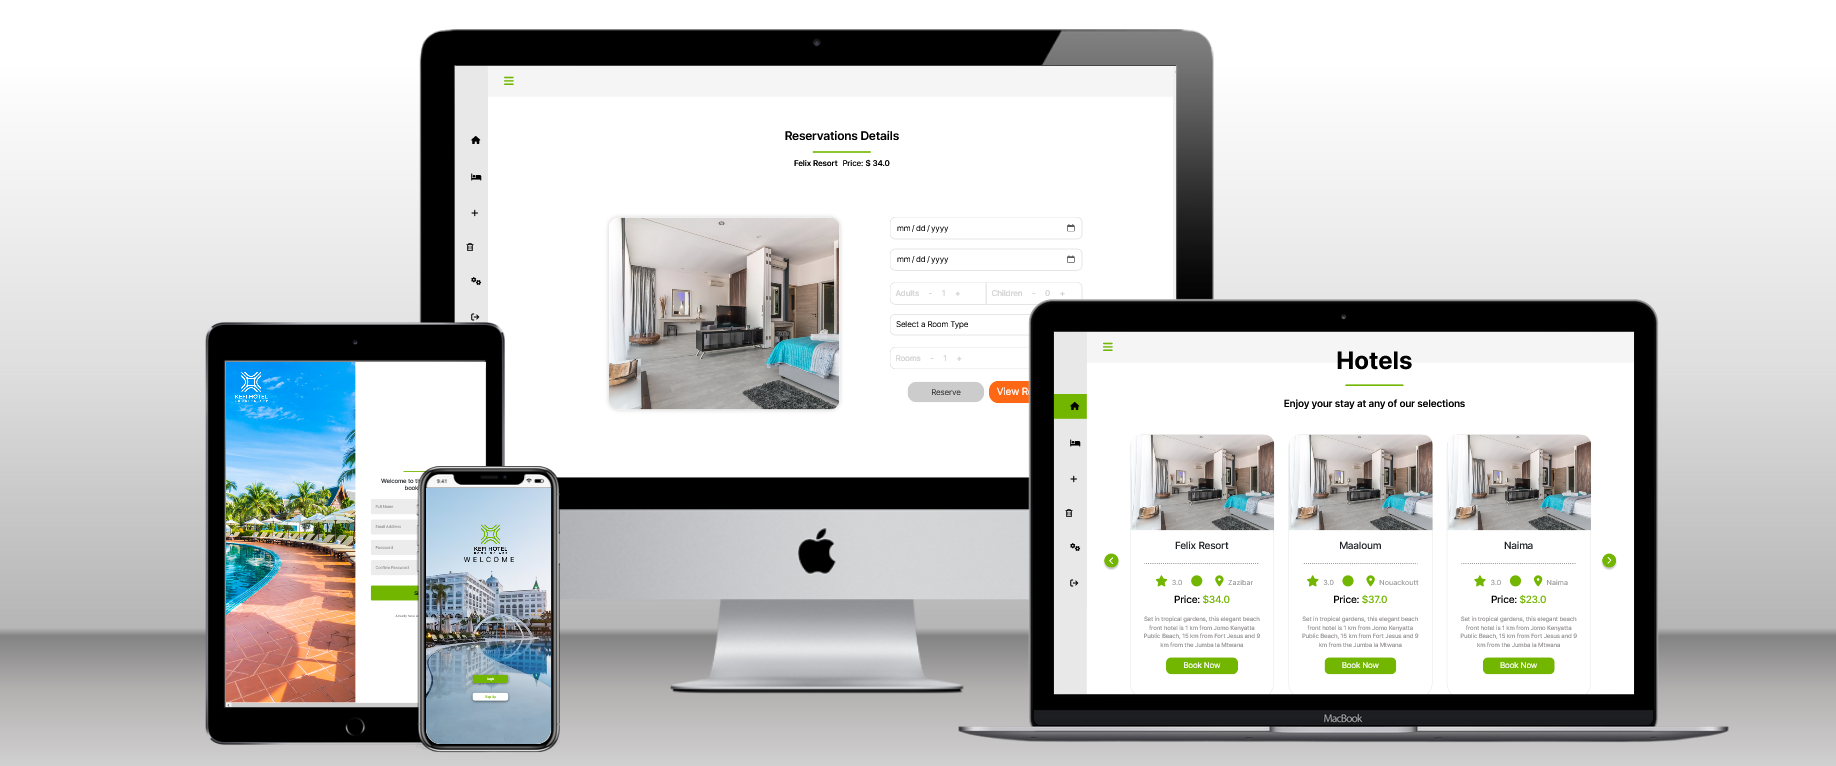 Reservations Details
Felix Resort Price: $ 34.0
mm / dd / yyyy
mm / dd / yyyy
Adults - 1 + Children - 0 +
Select a Room Type
Rooms - 1 +
Reserve
View R
KEM HOTEL
Welcome to th
book
Full Name
Email Address
Password
Confirm Password
9:41
KEM HOTEL
WELCOME
Login
Sign Up
Hotels
Enjoy your stay at any of our selections
Felix Resort
3.0 Zazibar
Price: $34.0
Set in tropical gardens, this elegant beach
front hotel is 1 km from Jomo Kenyatta
Public Beach, 15 km from Fort Jesus and 9
km from the Jumba la Mtwana
Book Now
Maaloum
3.0 Nouackoutt
Price: $37.0
Set in tropical gardens, this elegant beach
front hotel is 1 km from Jomo Kenyatta
Public Beach, 15 km from Fort Jesus and 9
km from the Jumba la Mtwana
Book Now
Naima
3.0 Naima
Price: $23.0
Set in tropical gardens, this elegant beach
front hotel is 1 km from Jomo Kenyatta
Public Beach, 15 km from Fort Jesus and 9
km from the Jumba la Mtwana
Book Now
MacBook